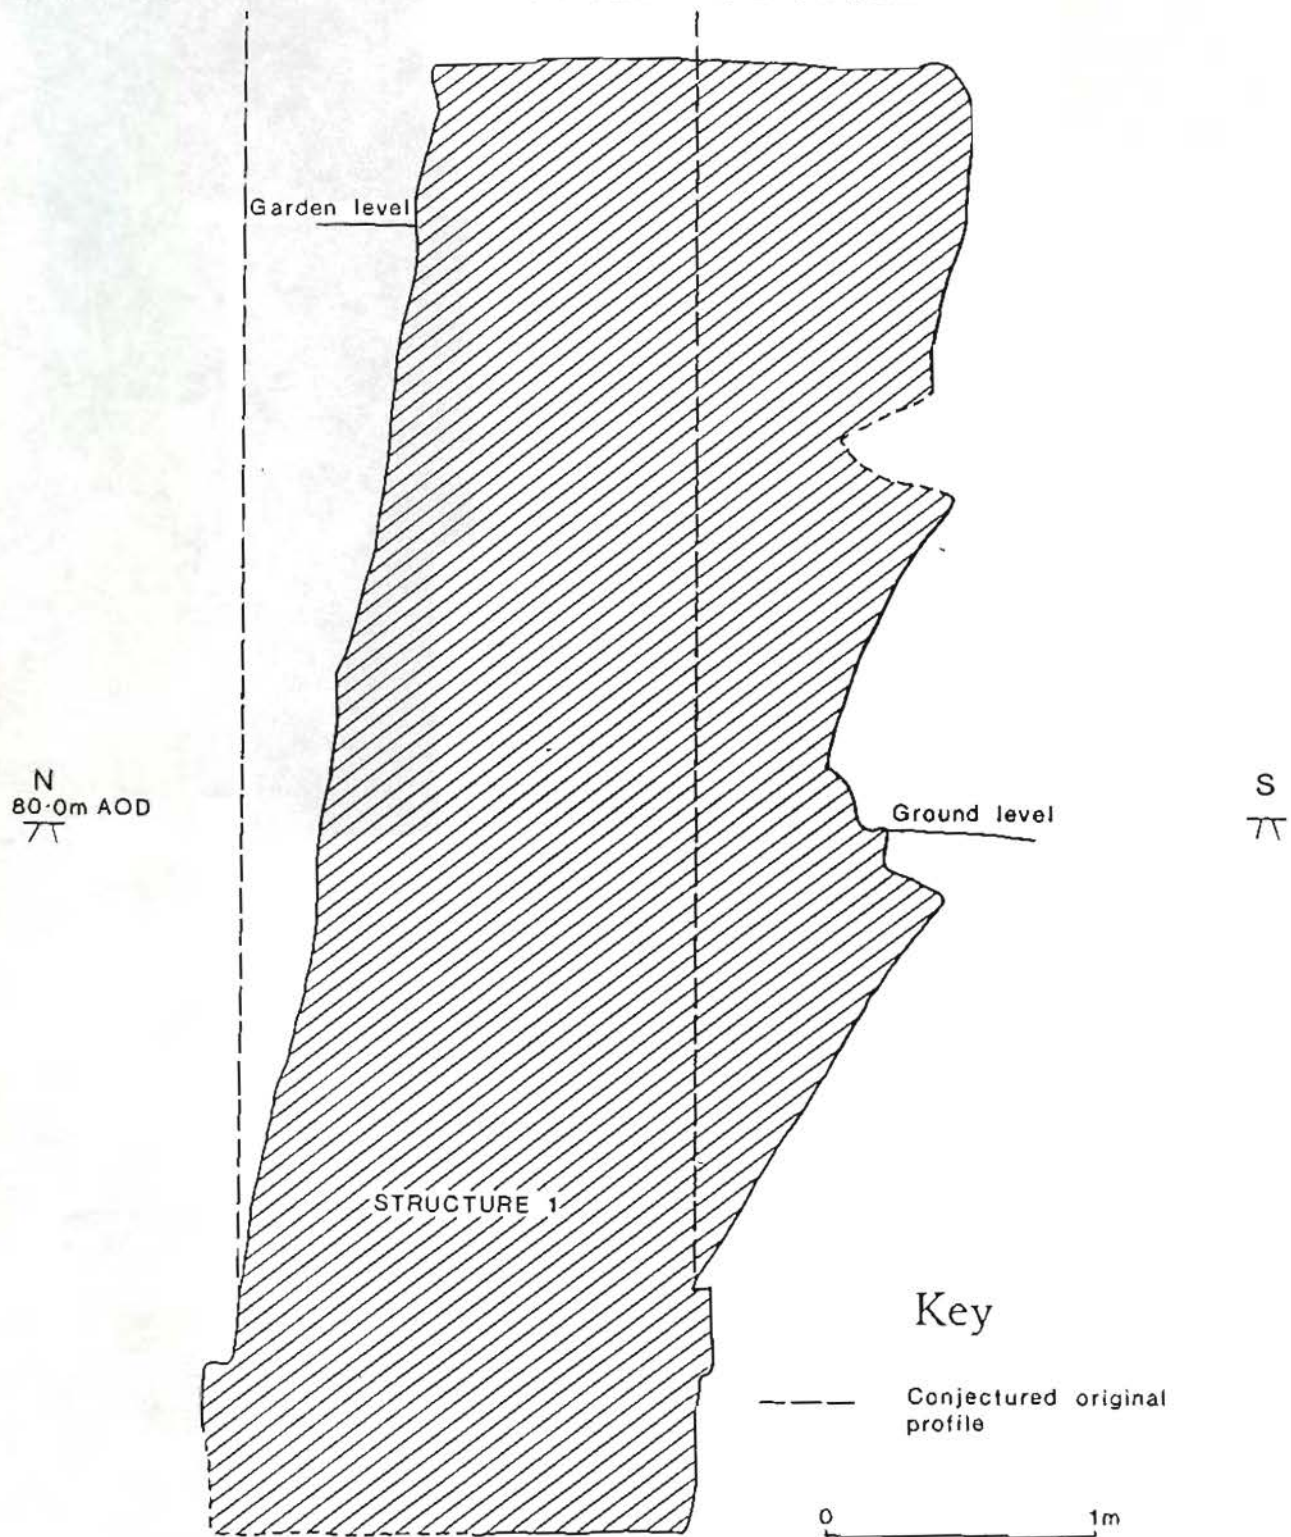 Garden level
N
80·0m AOD
S
Ground level
STRUCTURE 1
Key
Conjectured original
profile
0 1m